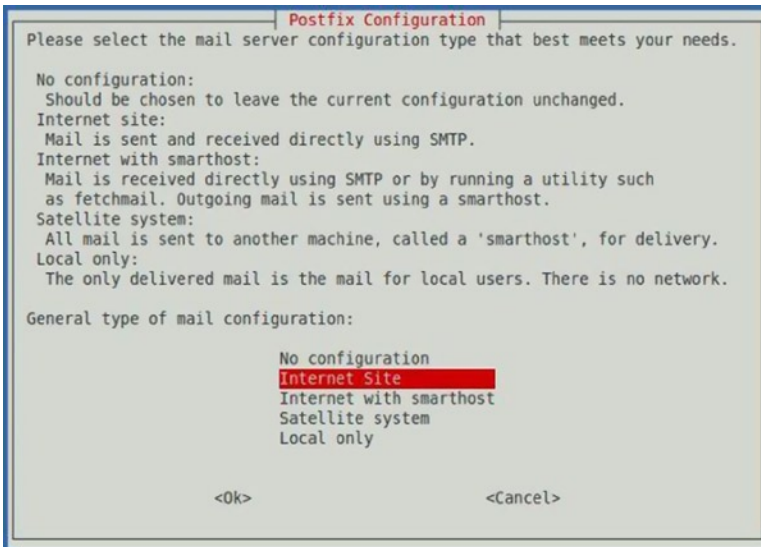 Postfix Configuration
Please select the mail server configuration type that best meets your needs.
No configuration:
Should be chosen to leave the current configuration unchanged.
Internet site:
Mail is sent and received directly using SMTP.
Internet with smarthost:
Mail is received directly using SMTP or by running a utility such
as fetchmail. Outgoing mail is sent using a smarthost.
Satellite system:
All mail is sent to another machine, called a 'smarthost', for delivery.
Local only:
The only delivered mail is the mail for local users. There is no network.
General type of mail configuration:
No configuration
Internet Site
Internet with smarthost
Satellite system
Local only
<Ok> <Cancel>